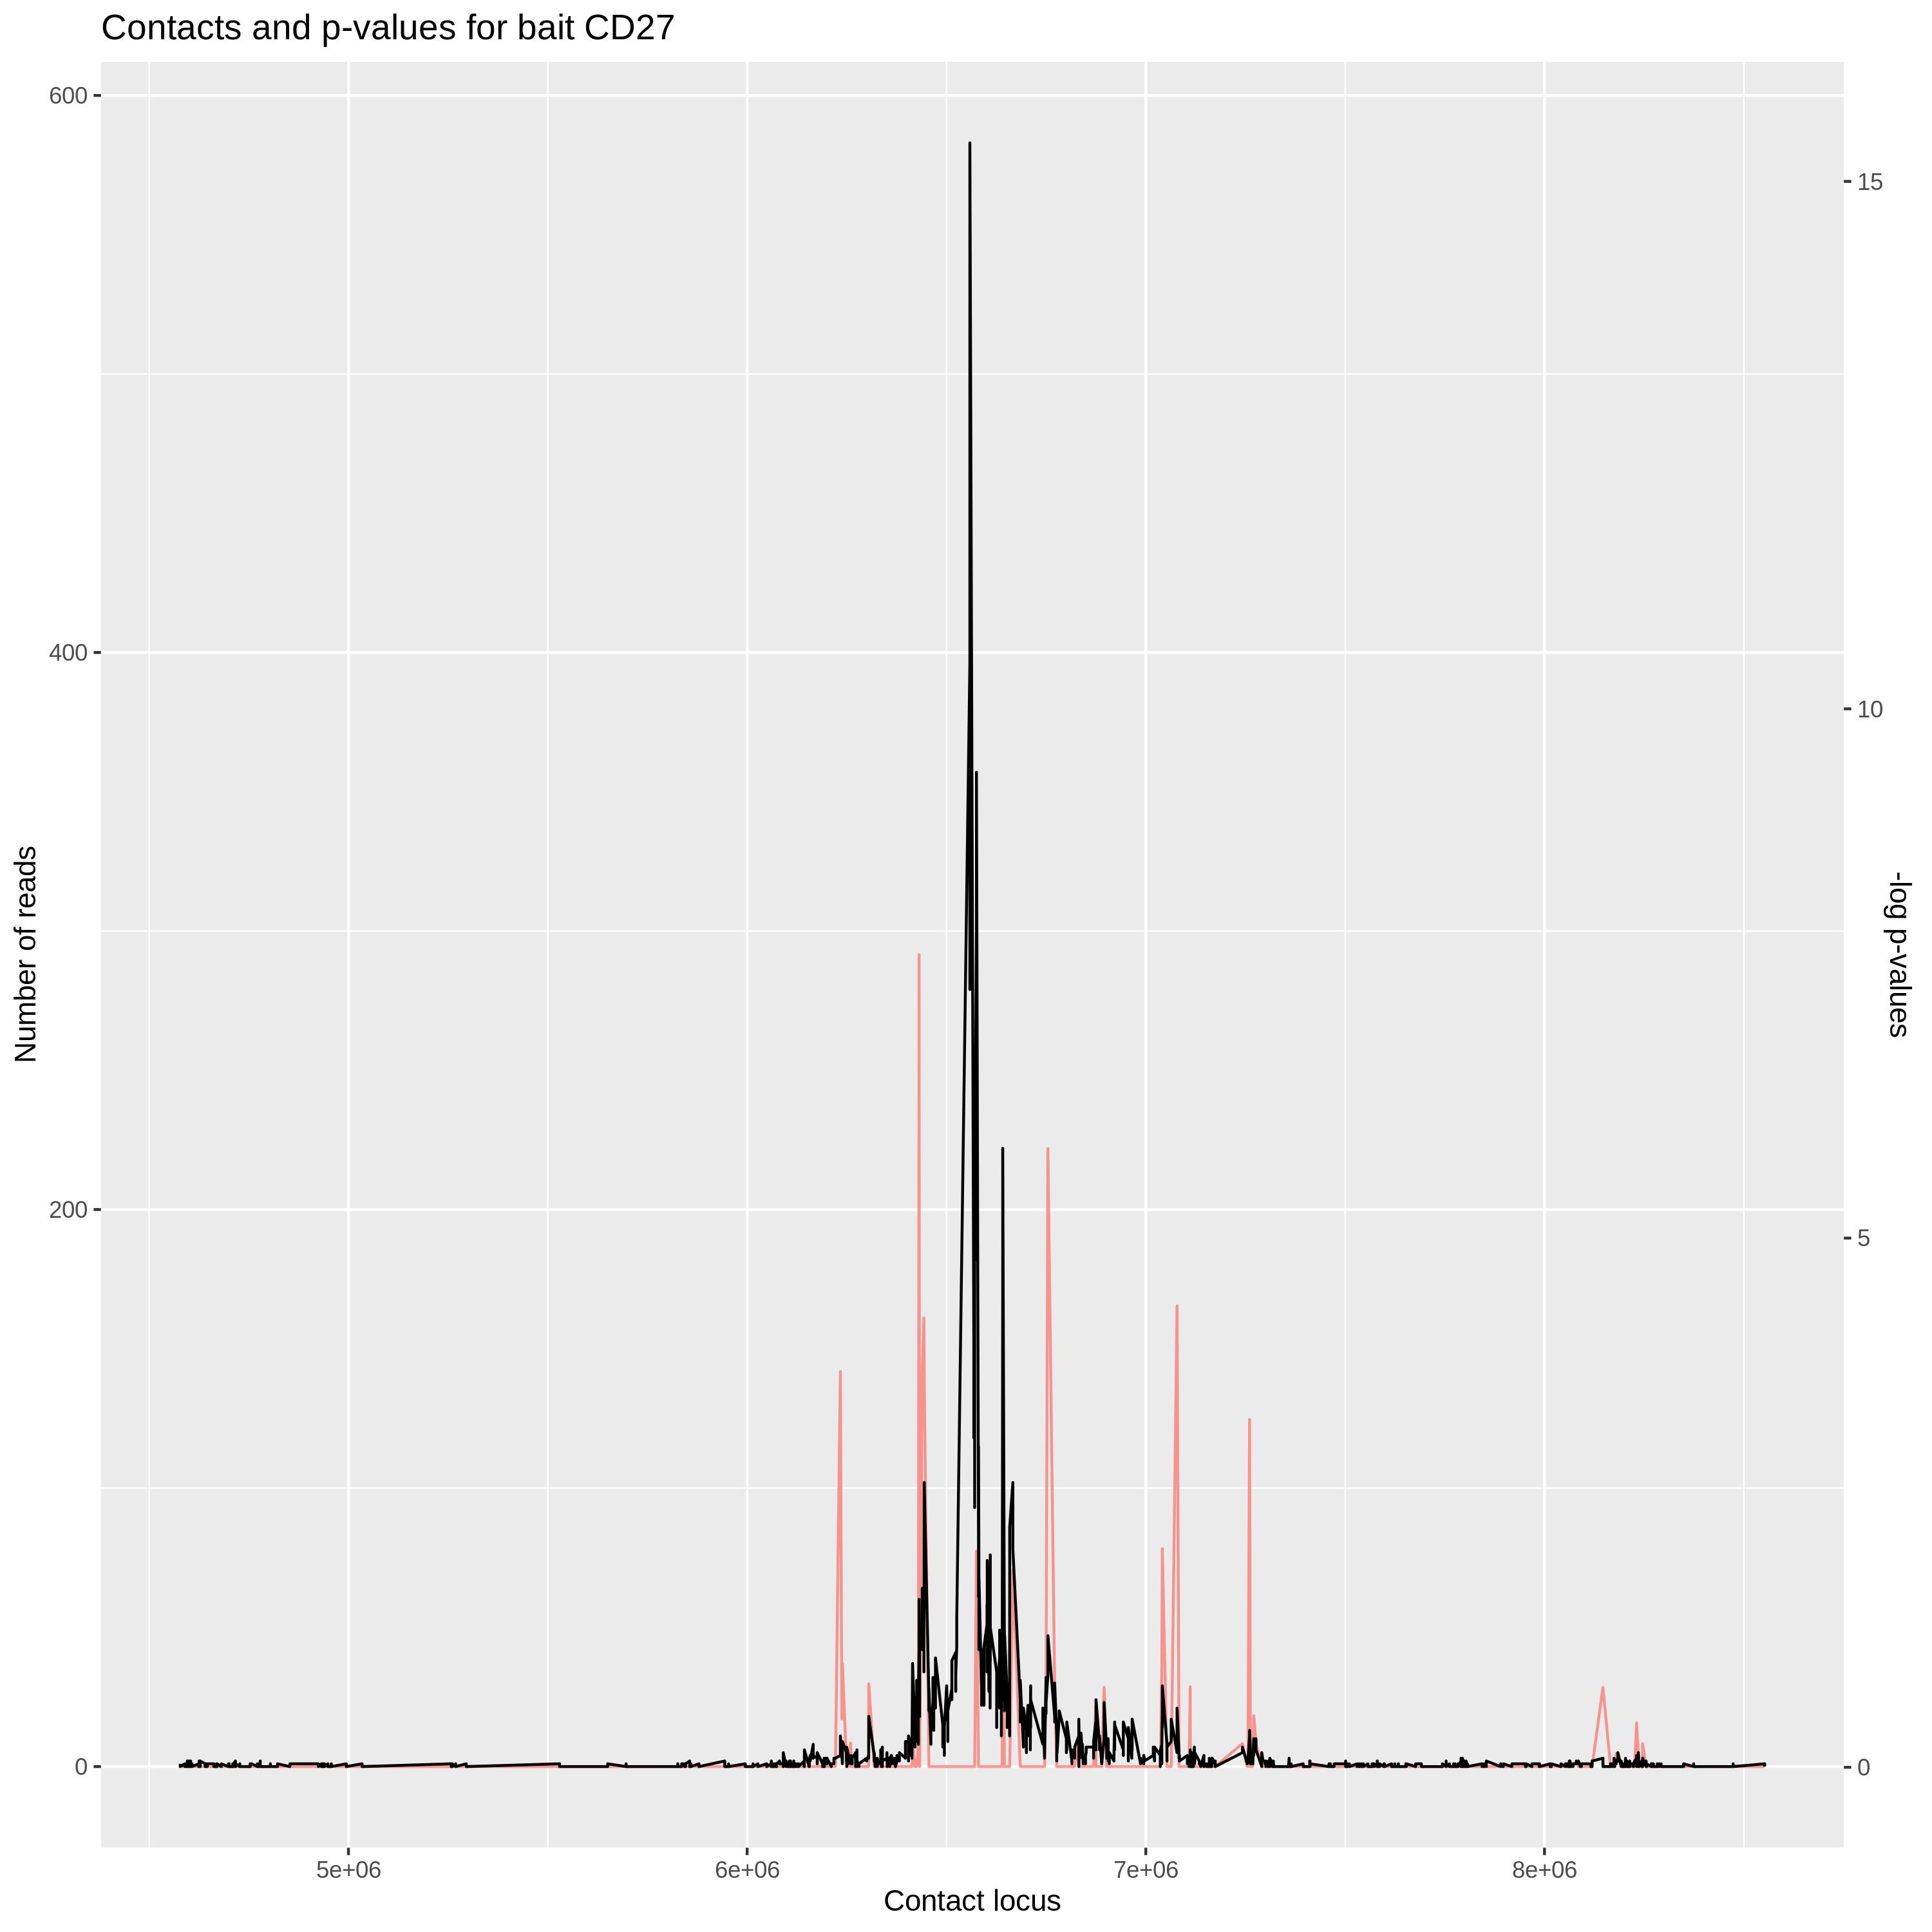 Contacts and p-values for bait CD27
600
400
200
0
15
10
5
0
Number of reads
-log p-values
5e+06
6e+06
7e+06
8e+06
Contact locus